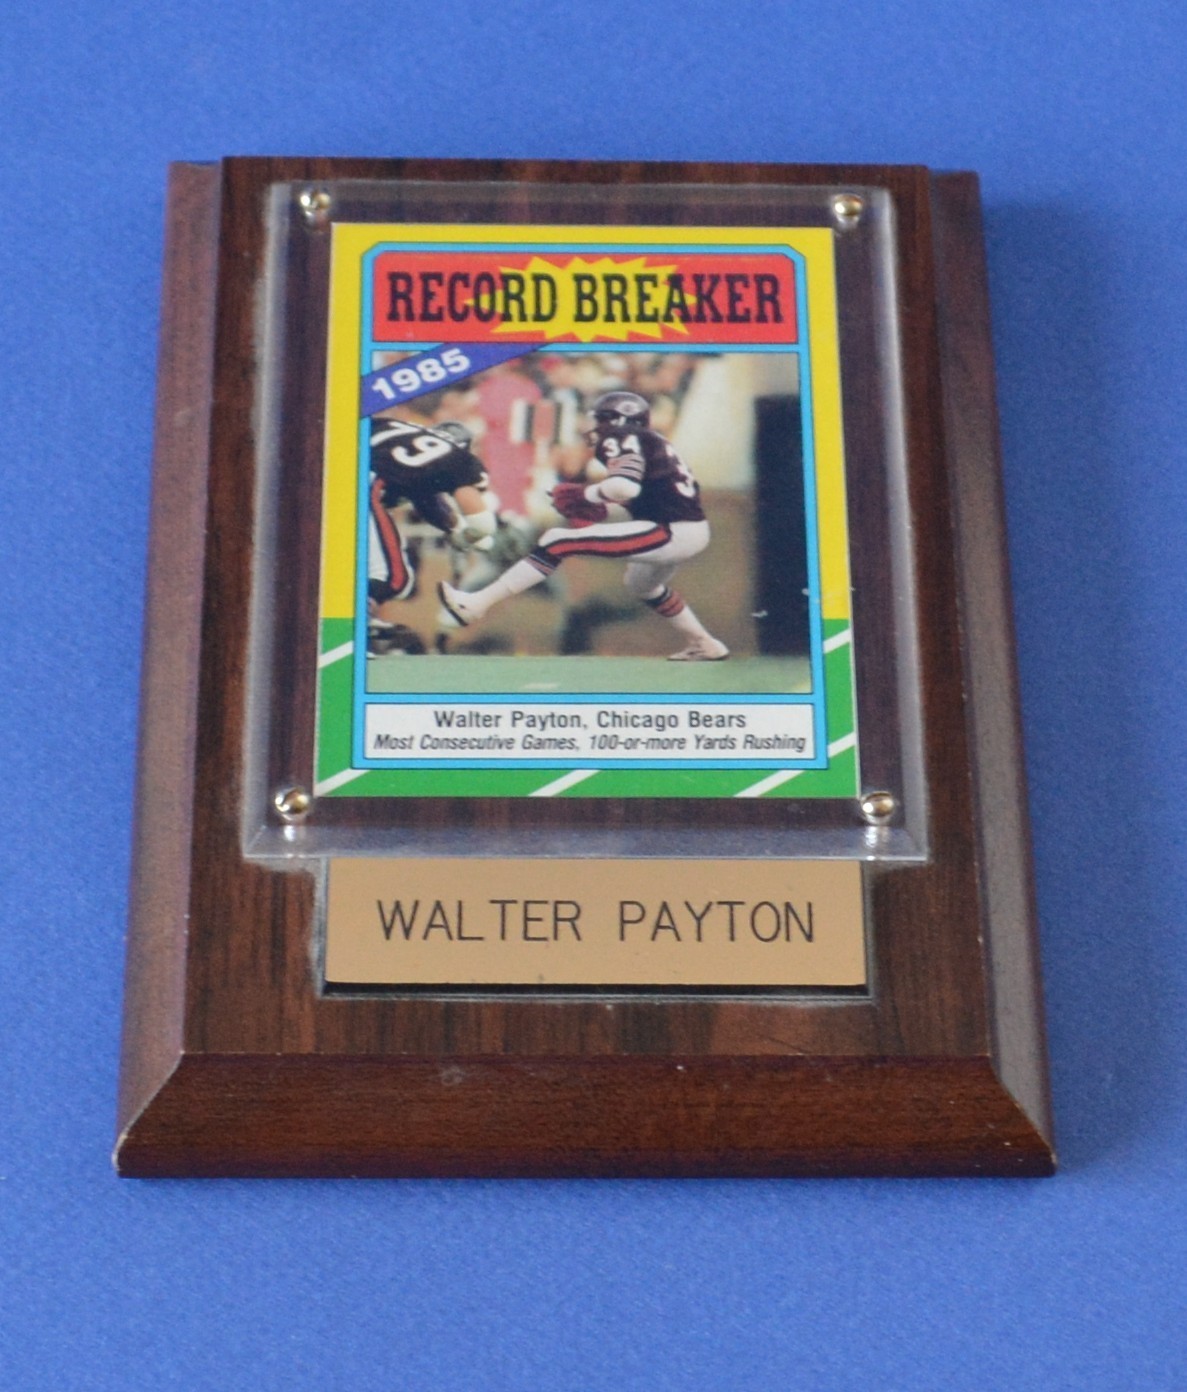 RECORD BREAKER
1985
79
34
34
Walter Payton, Chicago Bears
Most Consecutive Games, 100-or-more Yards Rushing
WALTER PAYTON